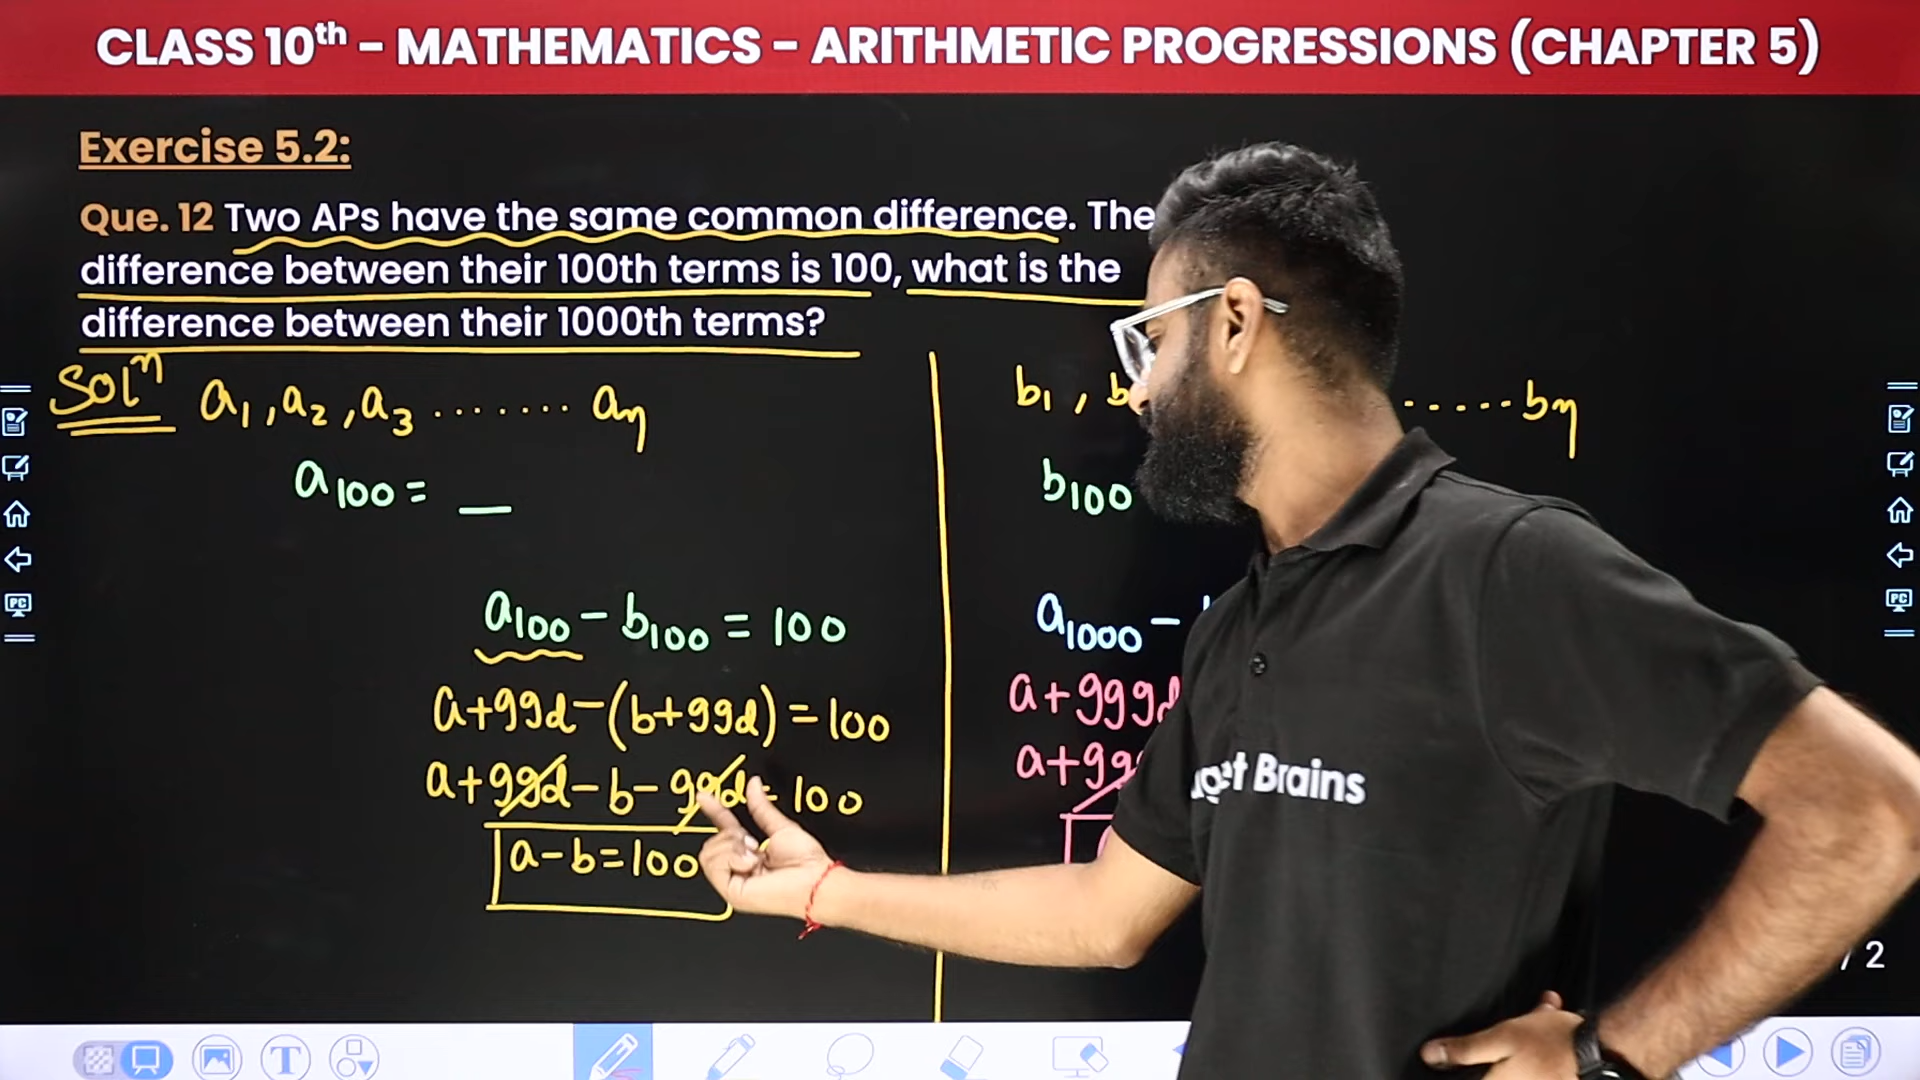 CLASS 10th – MATHEMATICS – ARITHMETIC PROGRESSIONS (CHAPTER 5)
Exercise 5.2:
Que. 12 Two APs have the same common difference. The
difference between their 100th terms is 100, what is the
difference between their 1000th terms?
Solⁿ a₁, a₂, a₃ ........ aₙ
a₁₀₀ = __
a₁₀₀ - b₁₀₀ = 100
a+99d-(b+99d) = 100
a+99d-b-99d = 100
a-b=100
b₁, b ......bₙ
b₁₀₀
a₁₀₀₀ -
a+999d
a+99
Brains
/ 2
PC
PC
T